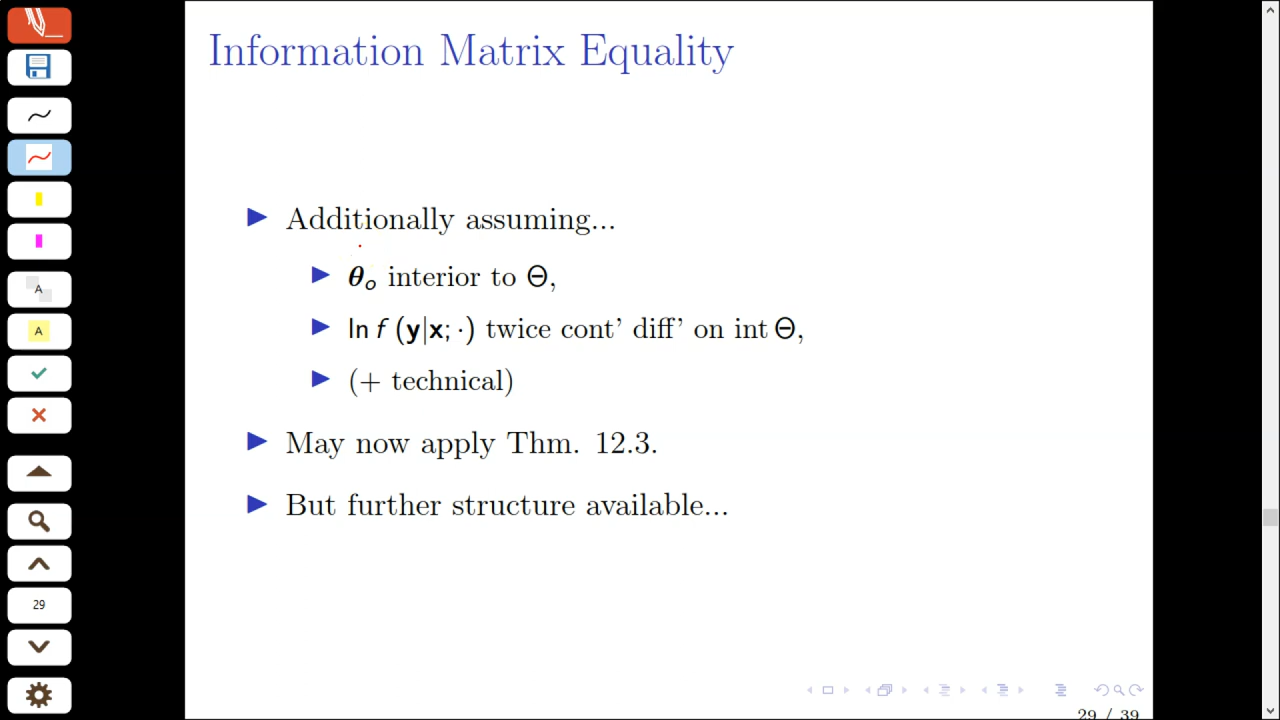 Information Matrix Equality
▶ Additionally assuming...
▶ θₒ interior to Θ,
▶ ln f (y|x; ·) twice cont' diff' on int Θ,
▶ (+ technical)
▶ May now apply Thm. 12.3.
▶ But further structure available...
A
A
29
29 / 39